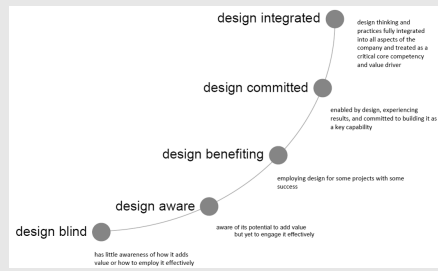 design integrated
design thinking and
practices fully integrated
into all aspects of the
company and treated as a
critical core competency
and value driver
design committed
enabled by design, experiencing
results, and committed to building it as
a key capability
design benefiting
employing design for some projects with some
success
design aware
aware of its potential to add value
but yet to engage it effectively
design blind
has little awareness of how it adds
value or how to employ it effectively